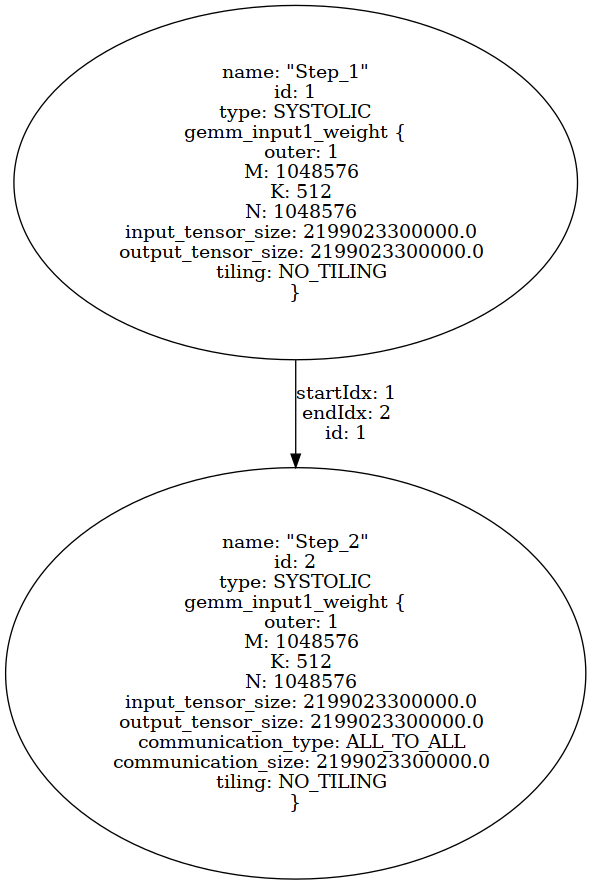 name: "Step_1"
id: 1
type: SYSTOLIC
gemm_input1_weight {
outer: 1
M: 1048576
K: 512
N: 1048576
input_tensor_size: 2199023300000.0
output_tensor_size: 2199023300000.0
tiling: NO_TILING
}
startIdx: 1
endIdx: 2
id: 1
name: "Step_2"
id: 2
type: SYSTOLIC
gemm_input1_weight {
outer: 1
M: 1048576
K: 512
N: 1048576
input_tensor_size: 2199023300000.0
output_tensor_size: 2199023300000.0
communication_type: ALL_TO_ALL
communication_size: 2199023300000.0
tiling: NO_TILING
}